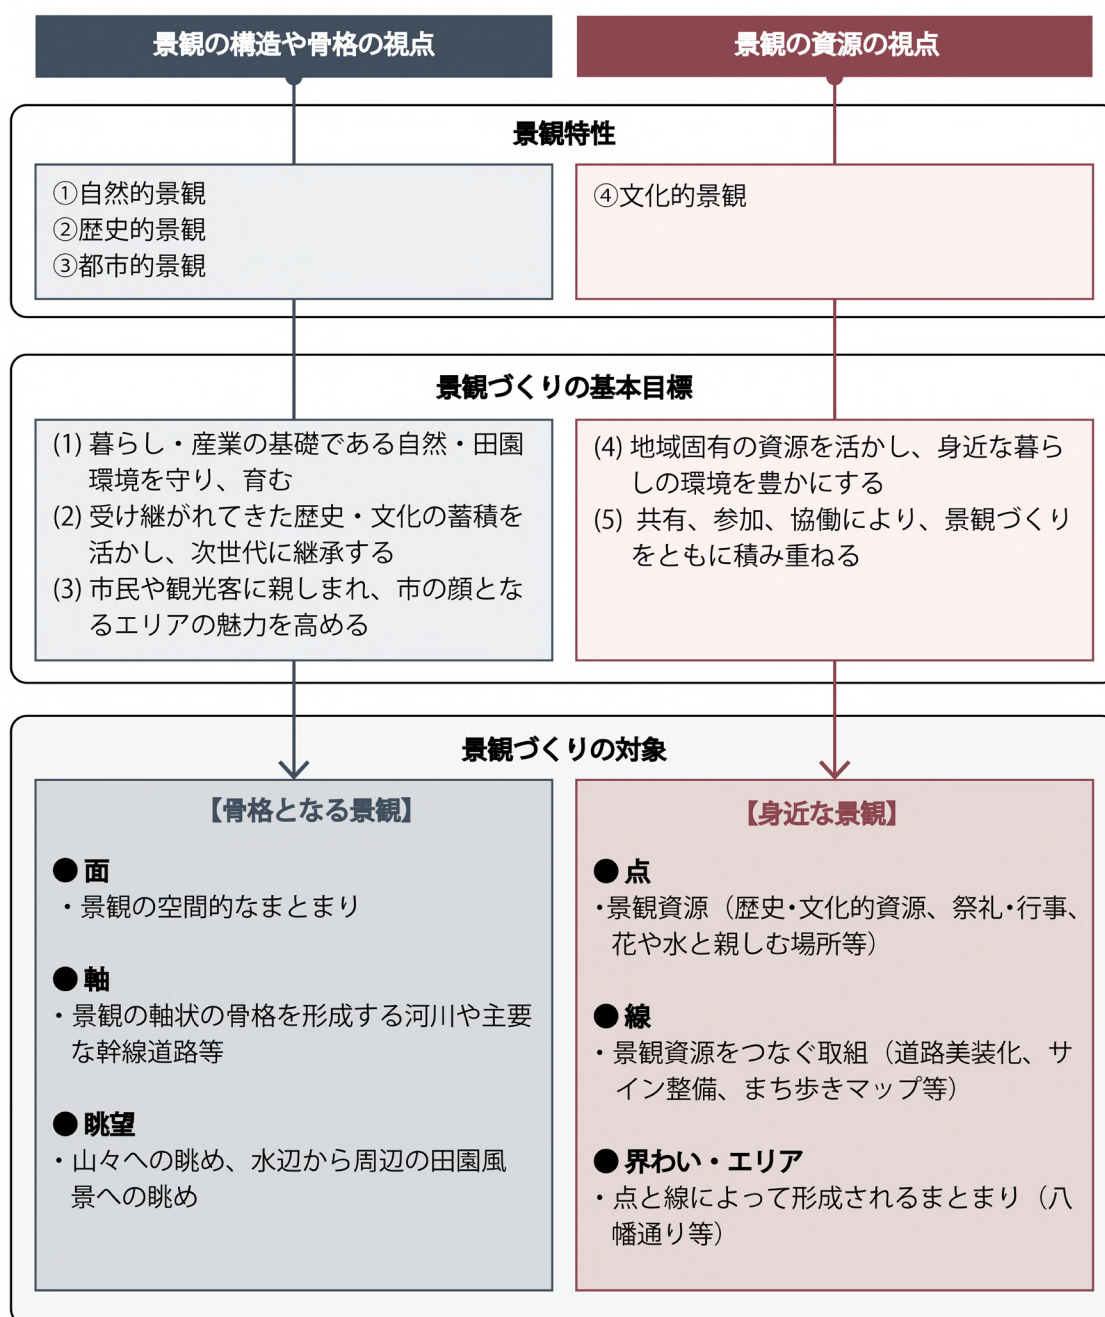 景観の構造や骨格の視点
景観の資源の視点
景観特性
①自然的景観
②歴史的景観
③都市的景観
④文化的景観
景観づくりの基本目標
(1) 暮らし・産業の基礎である自然・田園
環境を守り、育む
(2) 受け継がれてきた歴史・文化の蓄積を
活かし、次世代に継承する
(3) 市民や観光客に親しまれ、市の顔とな
るエリアの魅力を高める
(4) 地域固有の資源を活かし、身近な暮ら
しの環境を豊かにする
(5) 共有、参加、協働により、景観づくり
をともに積み重ねる
景観づくりの対象
【骨格となる景観】
●面
・景観の空間的なまとまり
●軸
・景観の軸状の骨格を形成する河川や主要
な幹線道路等
●眺望
・山々への眺め、水辺から周辺の田園風
景への眺め
【身近な景観】
●点
・景観資源（歴史・文化的資源、祭礼・行事、
花や水と親しむ場所等）
●線
・景観資源をつなぐ取組（道路美装化、サ
イン整備、まち歩きマップ等）
●界わい・エリア
・点と線によって形成されるまとまり（八
幡通り等）